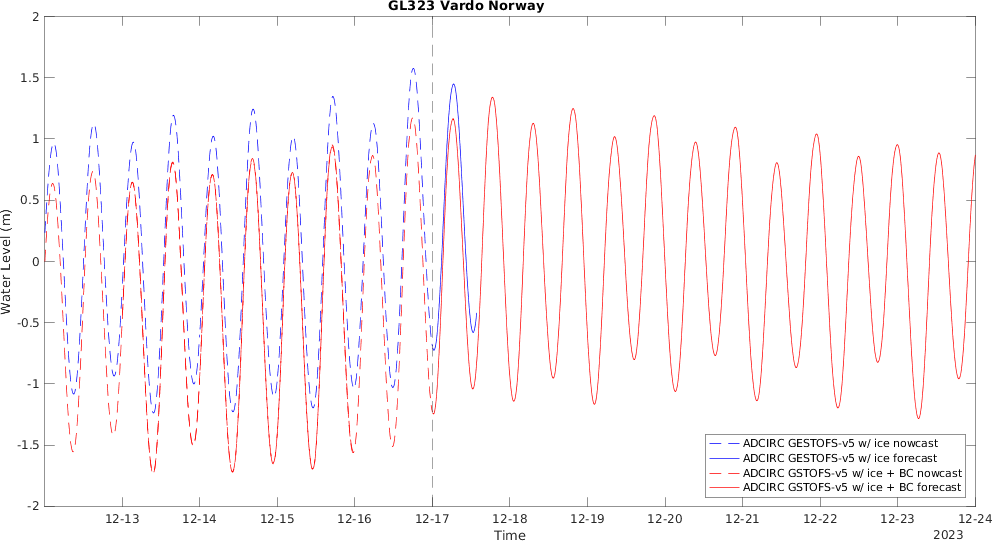 GL323 Vardo Norway
2
1.5
1
0.5
0
-0.5
-1
-1.5
-2
Water Level (m)
ADCIRC GESTOFS-v5 w/ ice nowcast
ADCIRC GESTOFS-v5 w/ ice forecast
ADCIRC GSTOFS-v5 w/ ice + BC nowcast
ADCIRC GSTOFS-v5 w/ ice + BC forecast
12-13 12-14 12-15 12-16 12-17 12-18 12-19 12-20 12-21 12-22 12-23 12-24
Time
2023